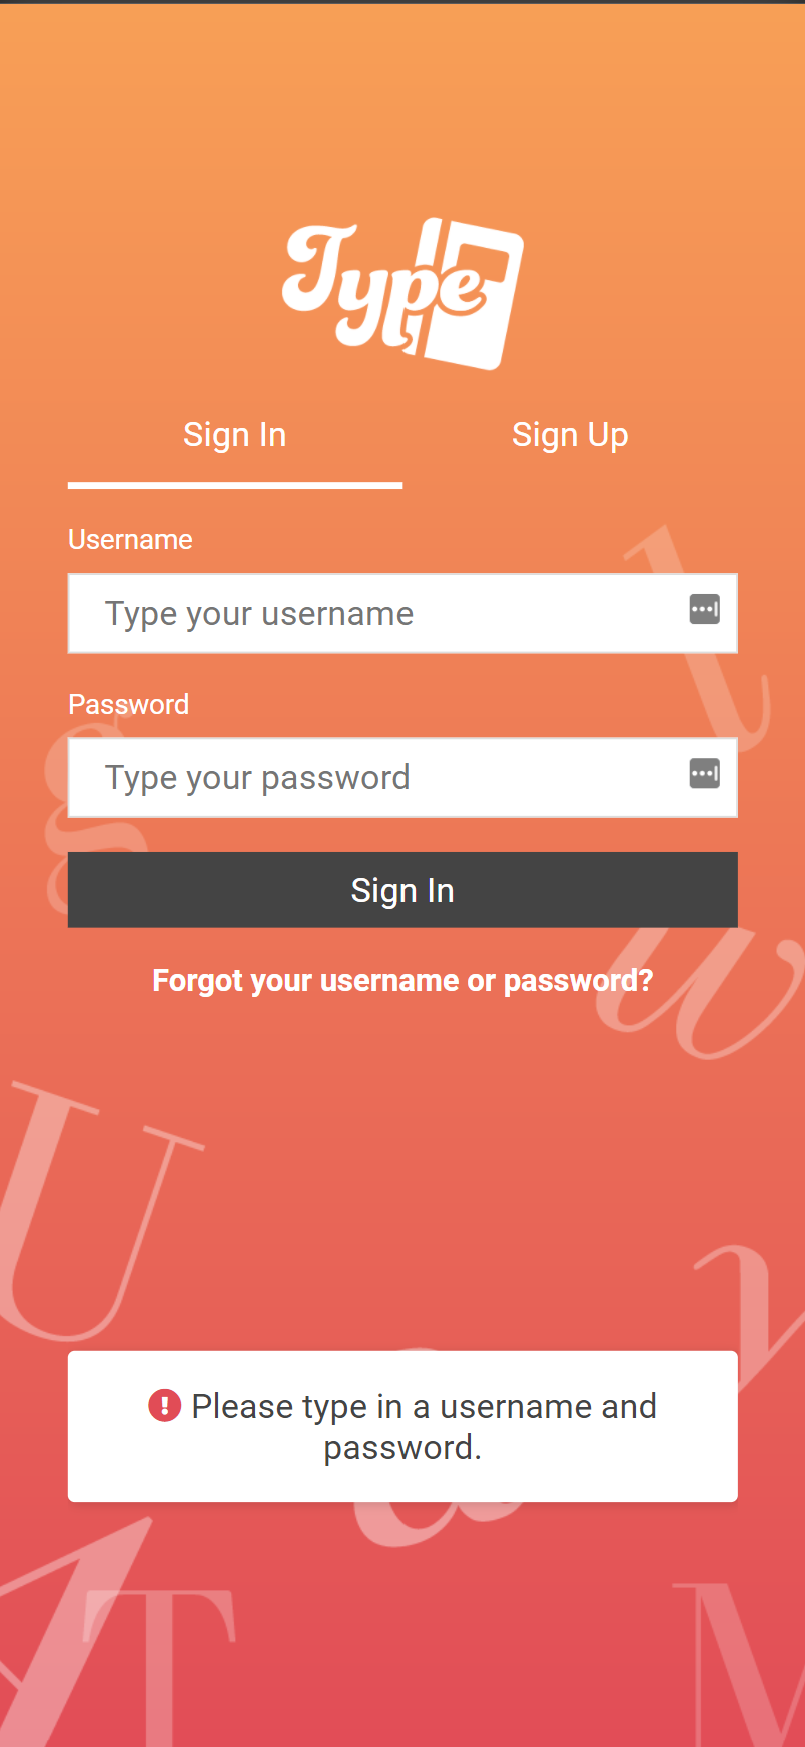 Type
Sign In
Sign Up
Username
Type your username
Password
Type your password
Sign In
Forgot your username or password?
g
l
w
U
v
a
Please type in a username and
password.
T
M